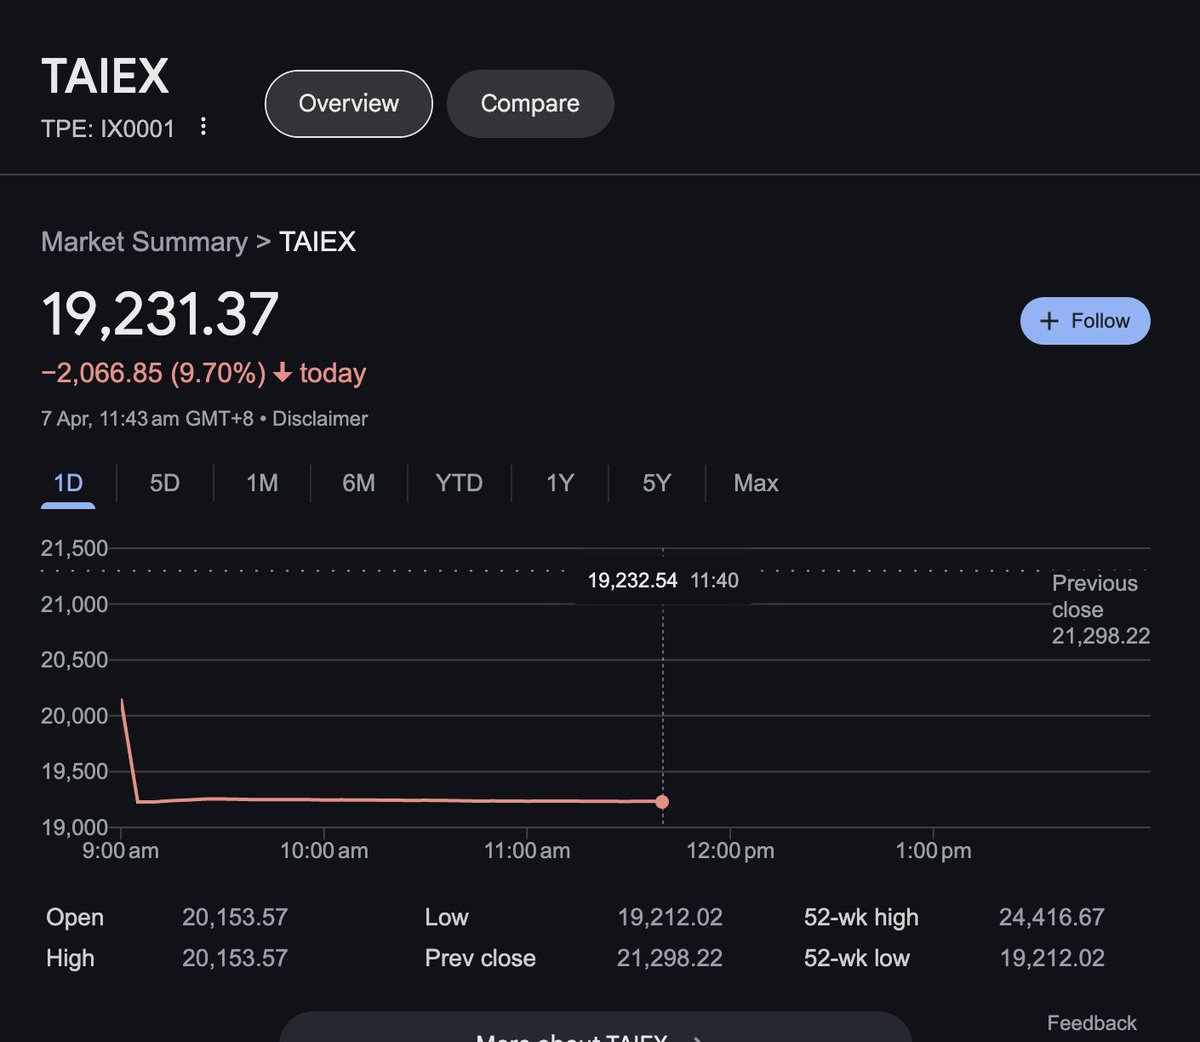 TAIEX
TPE: IX0001
Overview
Compare
Market Summary > TAIEX
19,231.37
−2,066.85 (9.70%) ↓ today
+ Follow
7 Apr, 11:43 am GMT+8 • Disclaimer
1D 5D 1M 6M YTD 1Y 5Y Max
21,500
19,232.54 11:40
Previous
close
21,298.22
21,000
20,500
20,000
19,500
19,000
9:00 am 10:00 am 11:00 am 12:00 pm 1:00 pm
Open 20,153.57 Low 19,212.02 52-wk high 24,416.67
High 20,153.57 Prev close 21,298.22 52-wk low 19,212.02
More about TAIEX
Feedback